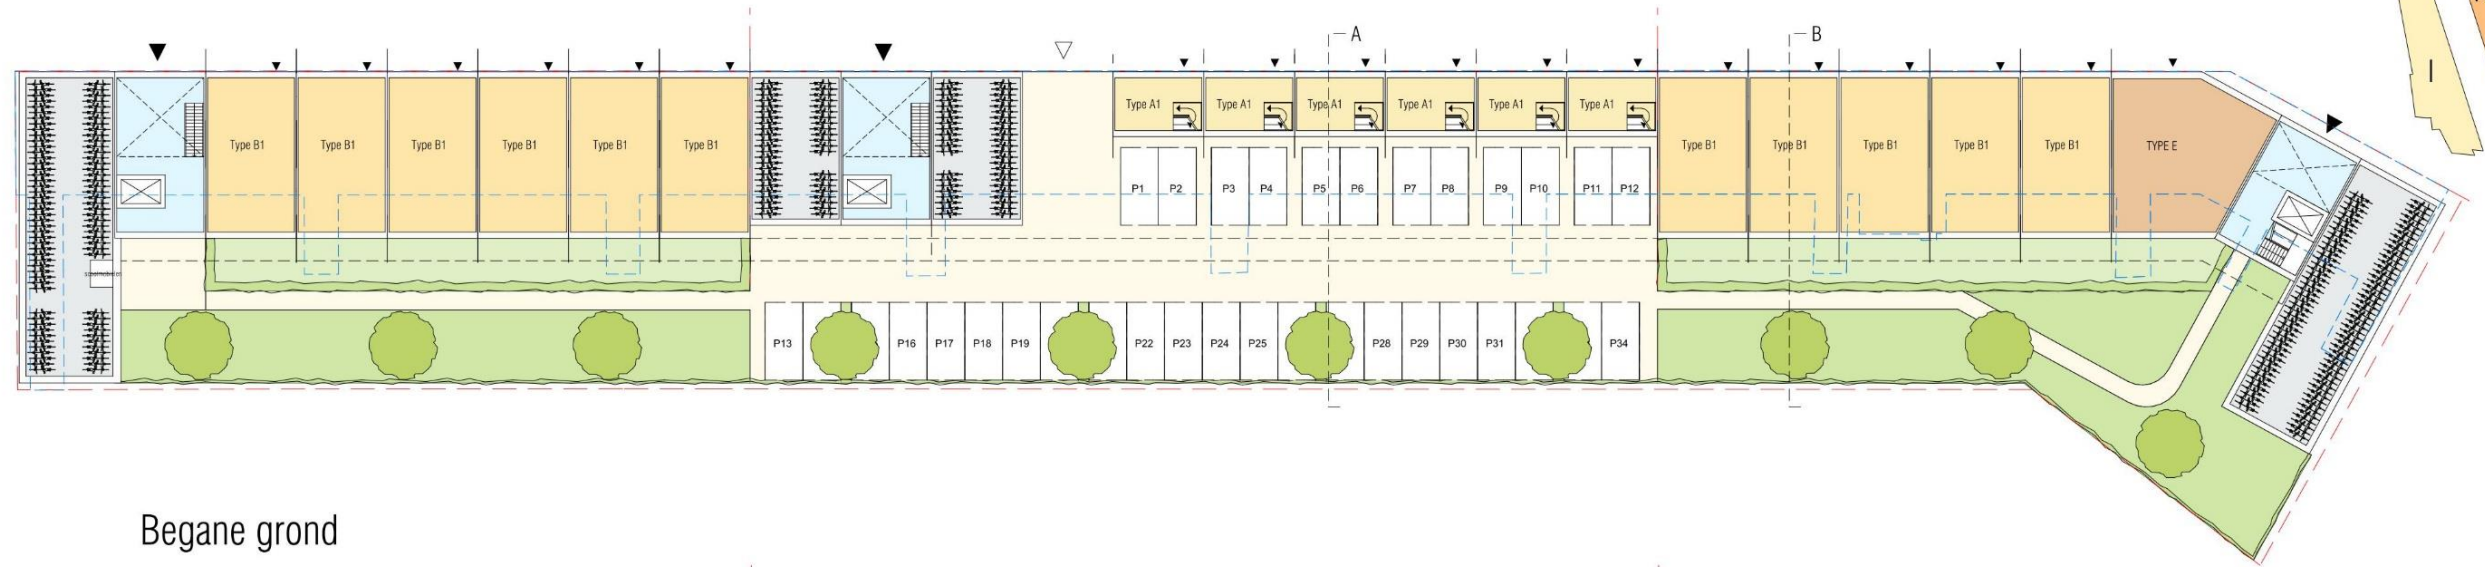 A
B
Type A1
Type A1
Type A1
Type A1
Type A1
Type A1
Type B1
Type B1
Type B1
Type B1
Type B1
Type B1
Type B1
Type B1
Type B1
Type B1
Type B1
TYPE E
P1 P2 P3 P4 P5 P6 P7 P8 P9 P10 P11 P12
P13 P16 P17 P18 P19 P22 P23 P24 P25 P28 P29 P30 P31 P34
Begane grond